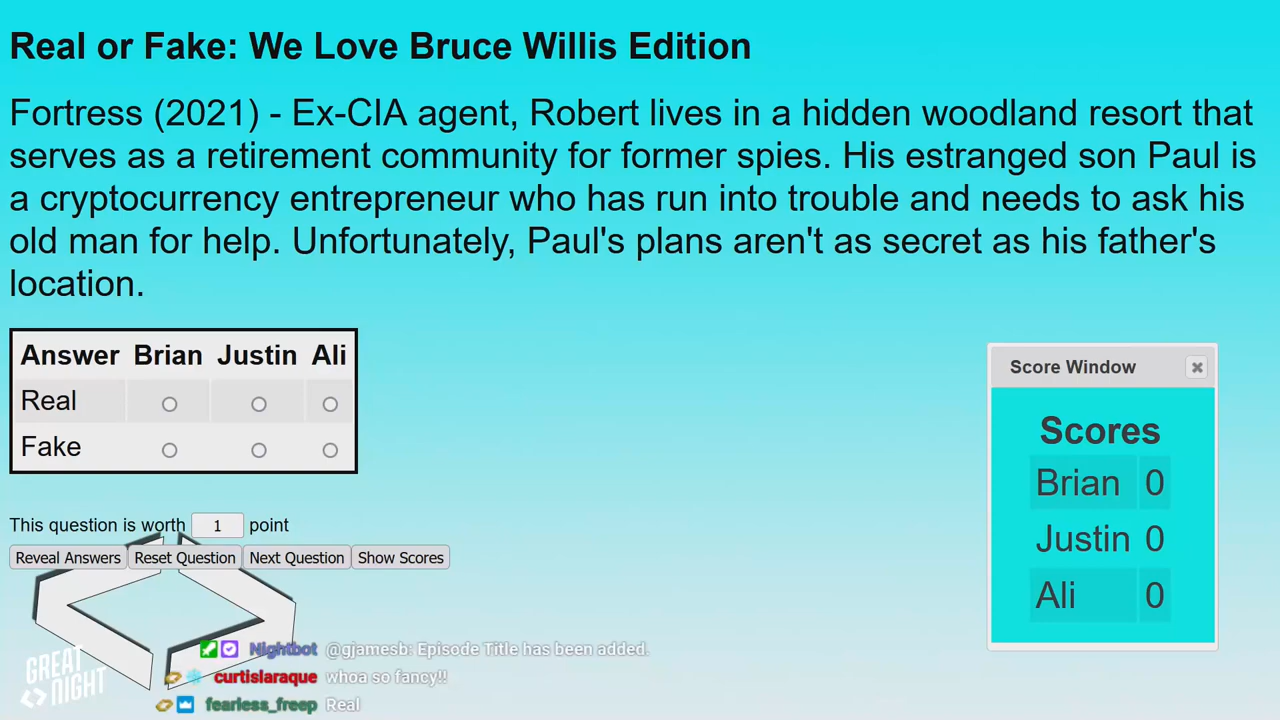 Real or Fake: We Love Bruce Willis Edition
Fortress (2021) - Ex-CIA agent, Robert lives in a hidden woodland resort that
serves as a retirement community for former spies. His estranged son Paul is
a cryptocurrency entrepreneur who has run into trouble and needs to ask his
old man for help. Unfortunately, Paul's plans aren't as secret as his father's
location.
Answer Brian Justin Ali
Real
Fake
This question is worth 1 point
Reveal Answers Reset Question Next Question Show Scores
Score Window
Scores
Brian 0
Justin 0
Ali 0
GREAT
NIGHT
Nightbot @gjamesb: Episode Title has been added.
curtislaraque whoa so fancy!!
fearless_freep Real